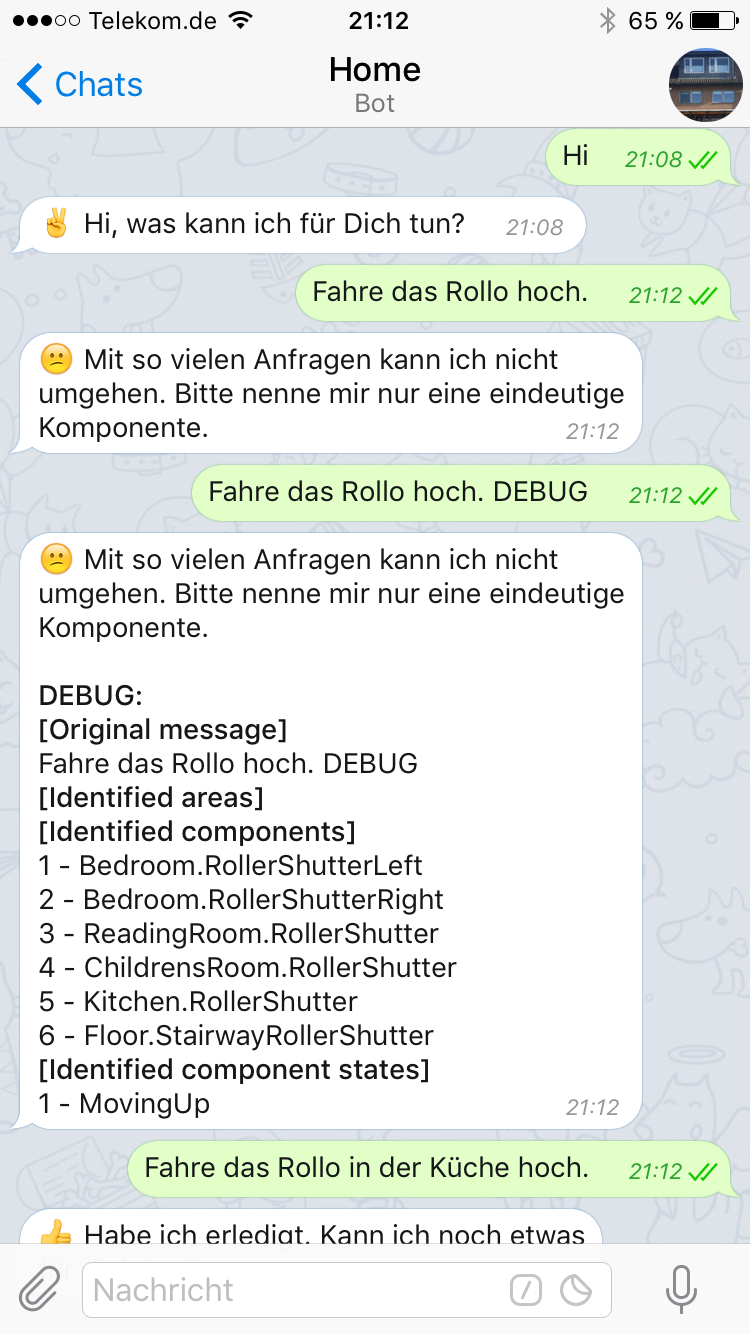 Telekom.de 21:12 65 %
Chats Home
Bot
Hi 21:08
✌️ Hi, was kann ich für Dich tun? 21:08
Fahre das Rollo hoch. 21:12
😕 Mit so vielen Anfragen kann ich nicht
umgehen. Bitte nenne mir nur eine eindeutige
Komponente. 21:12
Fahre das Rollo hoch. DEBUG 21:12
😕 Mit so vielen Anfragen kann ich nicht
umgehen. Bitte nenne mir nur eine eindeutige
Komponente.
DEBUG:
[Original message]
Fahre das Rollo hoch. DEBUG
[Identified areas]
[Identified components]
1 - Bedroom.RollerShutterLeft
2 - Bedroom.RollerShutterRight
3 - ReadingRoom.RollerShutter
4 - ChildrensRoom.RollerShutter
5 - Kitchen.RollerShutter
6 - Floor.StairwayRollerShutter
[Identified component states]
1 - MovingUp 21:12
Fahre das Rollo in der Küche hoch. 21:12
👍 Habe ich erledigt. Kann ich noch etwas
Nachricht